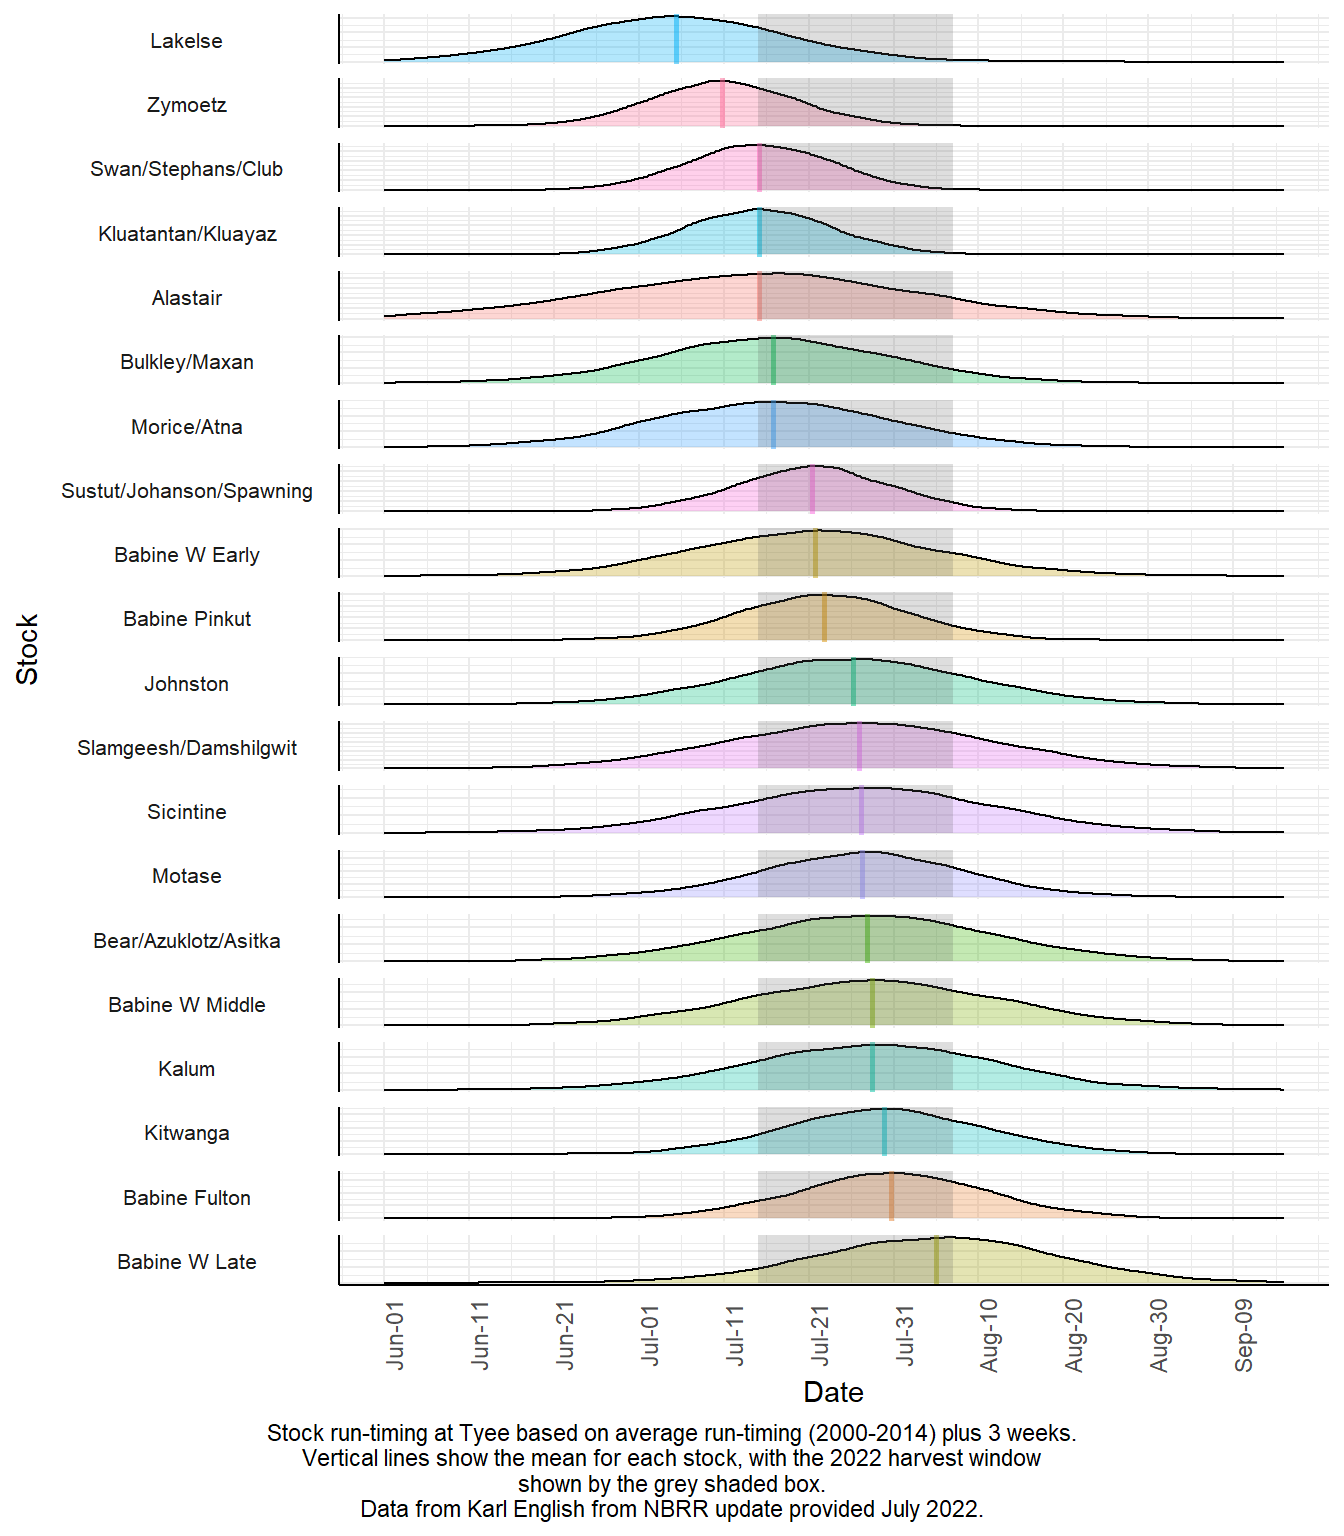 Lakelse
Zymoetz
Swan/Stephans/Club
Kluatantan/Kluayaz
Alastair
Bulkley/Maxan
Morice/Atna
Sustut/Johanson/Spawning
Babine W Early
Babine Pinkut
Johnston
Slamgeesh/Damshilgwit
Sicintine
Motase
Bear/Azuklotz/Asitka
Babine W Middle
Kalum
Kitwanga
Babine Fulton
Babine W Late
Stock
Jun-01
Jun-11
Jun-21
Jul-01
Jul-11
Jul-21
Jul-31
Aug-10
Aug-20
Aug-30
Sep-09
Date
Stock run-timing at Tyee based on average run-timing (2000-2014) plus 3 weeks.
Vertical lines show the mean for each stock, with the 2022 harvest window
shown by the grey shaded box.
Data from Karl English from NBRR update provided July 2022.